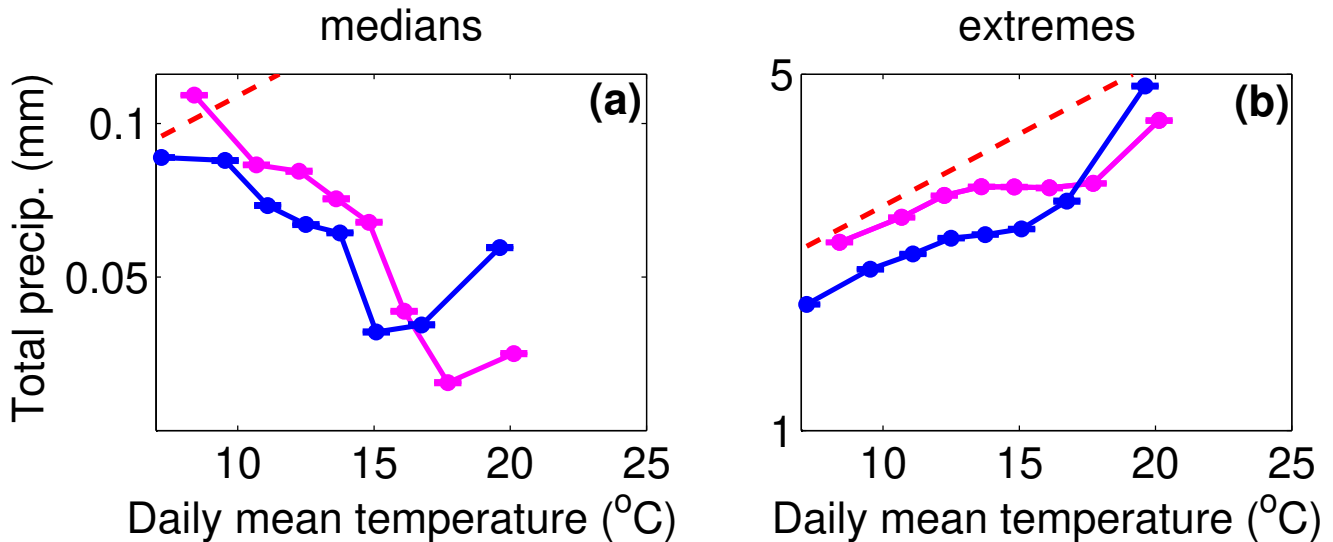 medians
Total precip. (mm)
0.1
0.05
(a)
10 15 20 25
Daily mean temperature (°C)
extremes
5
1
(b)
10 15 20 25
Daily mean temperature (°C)